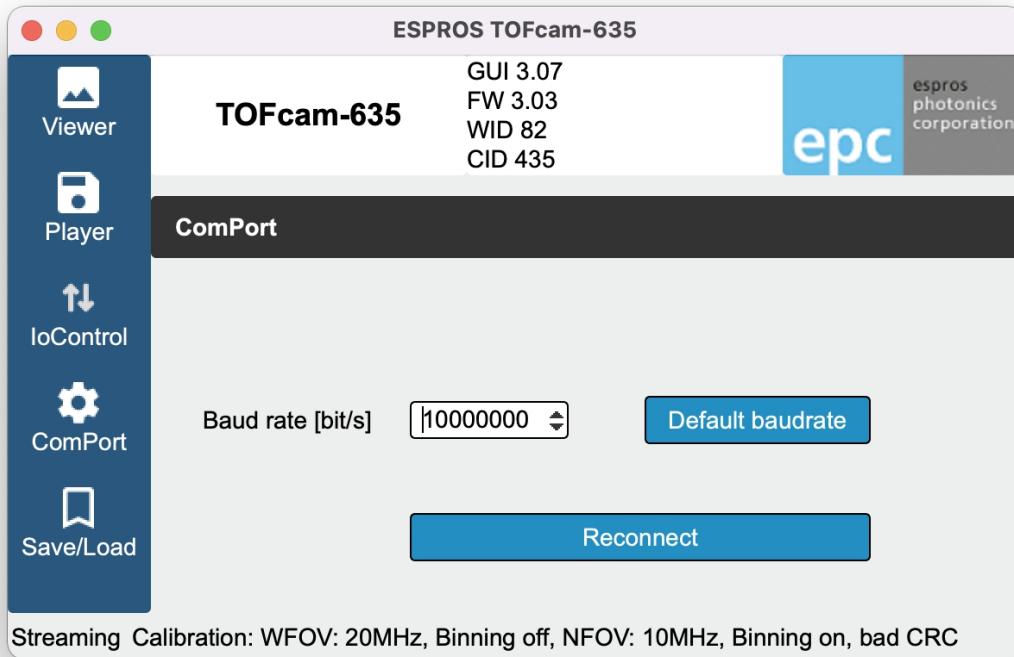 ESPROS TOFcam-635
Viewer
Player
IoControl
ComPort
Save/Load
TOFcam-635
GUI 3.07
FW 3.03
WID 82
CID 435
epc
espros
photonics
corporation
ComPort
Baud rate [bit/s]
10000000
Default baudrate
Reconnect
Streaming Calibration: WFOV: 20MHz, Binning off, NFOV: 10MHz, Binning on, bad CRC